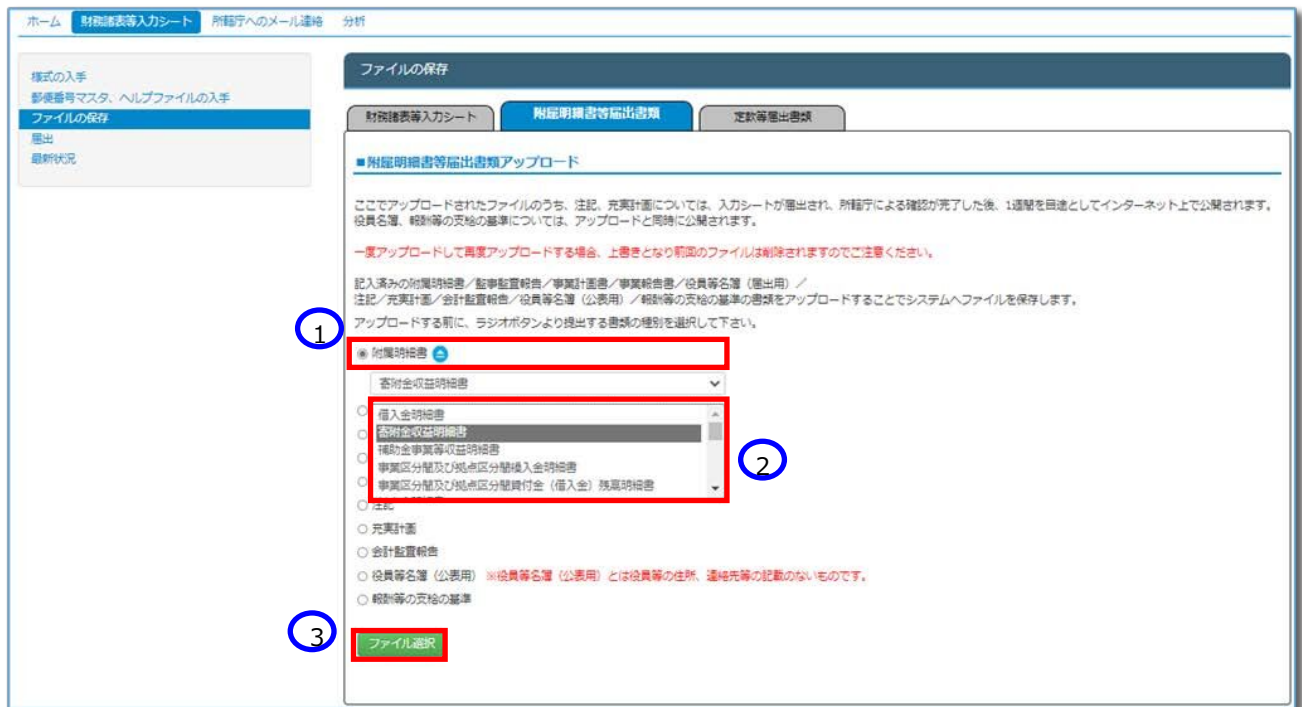 ホーム 財務諸表等入力シート 所轄庁へのメール連絡 分析
様式の入手
郵便番号マスタ、ヘルプファイルの入手
ファイルの保存
届出
最新状況
ファイルの保存
財務諸表等入力シート 附属明細書等届出書類 定款等届出書類
■附属明細書等届出書類アップロード
ここでアップロードされたファイルのうち、注記、充実計画については、入力シートが届出され、所轄庁による確認が完了した後、1週間を目途としてインターネット上で公開されます。
役員名簿、報酬等の支給の基準については、アップロードと同時に公開されます。
一度アップロードして再度アップロードする場合、上書きとなり前回のファイルは削除されますのでご注意ください。
記入済みの附属明細書／監事監査報告／事業計画書／事業報告書／役員等名簿（届出用）／
注記／充実計画／会計監査報告／役員等名簿（公表用）／報酬等の支給の基準の書類をアップロードすることでシステムへファイルを保存します。
アップロードする前に、ラジオボタンより提出する書類の種別を選択して下さい。
1
附属明細書
寄附金収益明細書
借入金明細書
寄附金収益明細書
補助金事業等収益明細書
事業区分間及び拠点区分間繰入金明細書
事業区分間及び拠点区分間貸付金（借入金）残高明細書
2
注記
充実計画
会計監査報告
役員等名簿（公表用） ※役員等名簿（公表用）とは役員等の住所、連絡先等の記載のないものです。
報酬等の支給の基準
3
ファイル選択